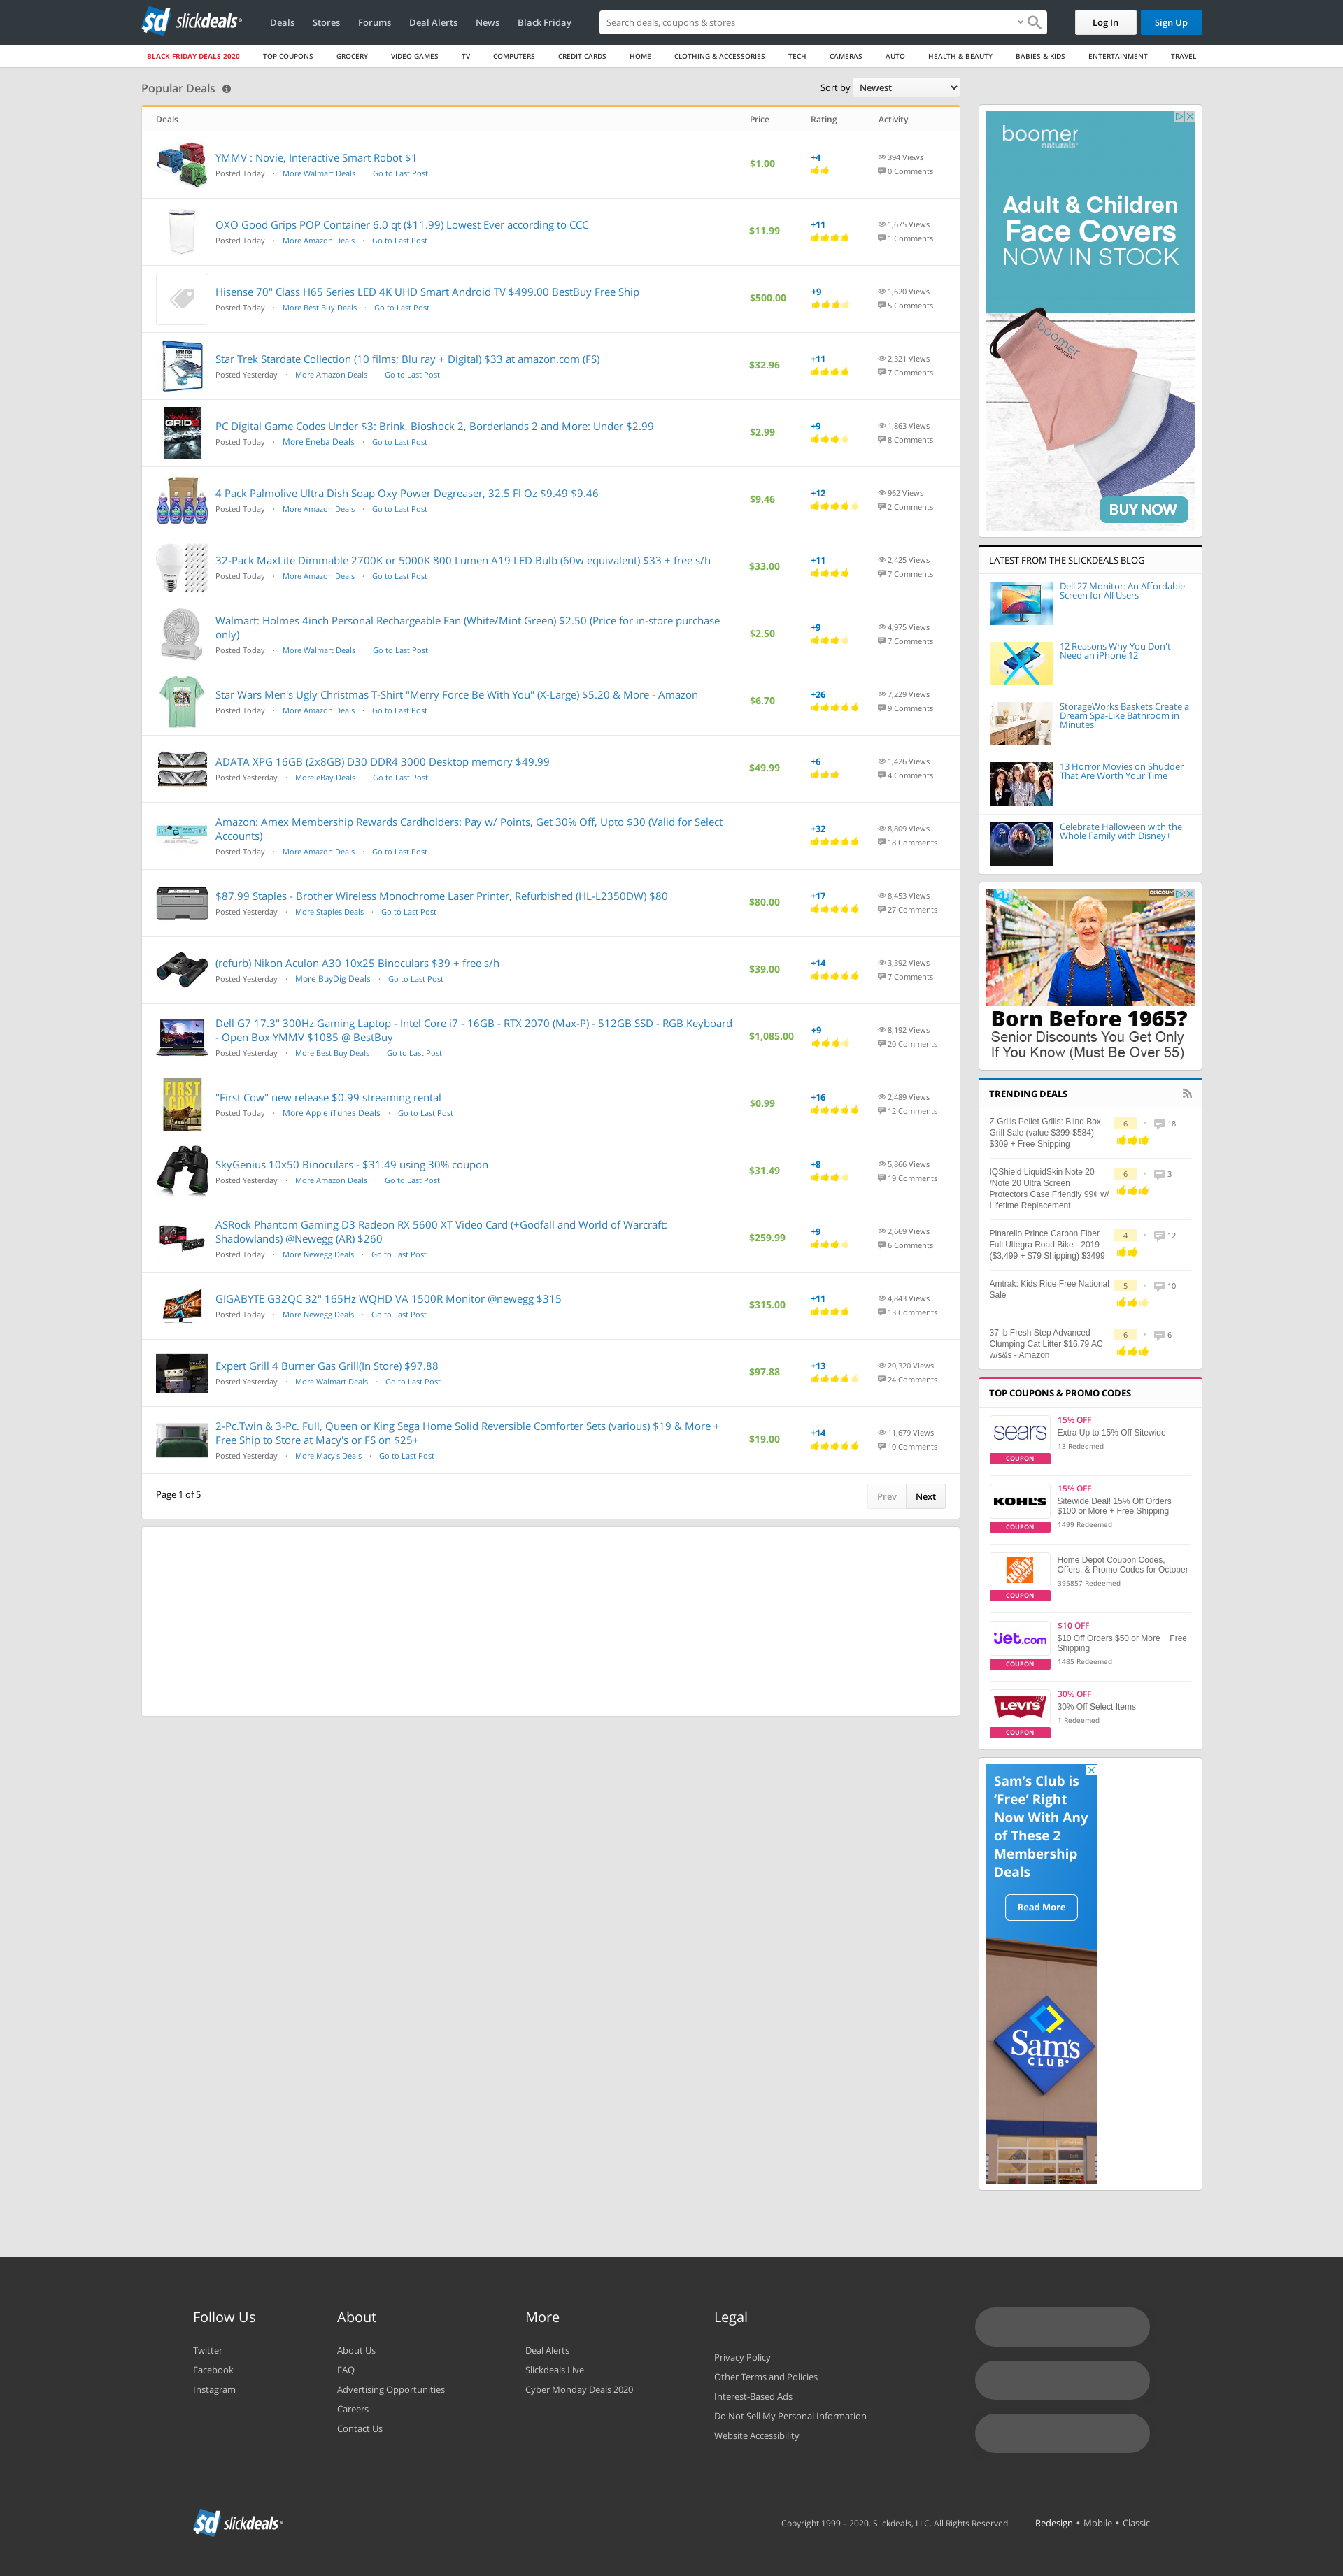 slickdeals
Deals Stores Forums Deal Alerts News Black Friday
Search deals, coupons & stores
Log In
Sign Up
BLACK FRIDAY DEALS 2020 TOP COUPONS GROCERY VIDEO GAMES TV COMPUTERS CREDIT CARDS HOME CLOTHING & ACCESSORIES TECH CAMERAS AUTO HEALTH & BEAUTY BABIES & KIDS ENTERTAINMENT TRAVEL
Popular Deals
Sort by Newest
Deals Price Rating Activity
YMMV : Novie, Interactive Smart Robot $1
Posted Today · More Walmart Deals · Go to Last Post
$1.00
+4
394 Views
0 Comments
OXO Good Grips POP Container 6.0 qt ($11.99) Lowest Ever according to CCC
Posted Today · More Amazon Deals · Go to Last Post
$11.99
+11
1,675 Views
1 Comments
Hisense 70" Class H65 Series LED 4K UHD Smart Android TV $499.00 BestBuy Free Ship
Posted Today · More Best Buy Deals · Go to Last Post
$500.00
+9
1,620 Views
5 Comments
Star Trek Stardate Collection (10 films; Blu ray + Digital) $33 at amazon.com (FS)
Posted Yesterday · More Amazon Deals · Go to Last Post
$32.96
+11
2,321 Views
7 Comments
PC Digital Game Codes Under $3: Brink, Bioshock 2, Borderlands 2 and More: Under $2.99
Posted Today · More Eneba Deals · Go to Last Post
$2.99
+9
1,863 Views
8 Comments
4 Pack Palmolive Ultra Dish Soap Oxy Power Degreaser, 32.5 Fl Oz $9.49 $9.46
Posted Today · More Amazon Deals · Go to Last Post
$9.46
+12
962 Views
2 Comments
32-Pack MaxLite Dimmable 2700K or 5000K 800 Lumen A19 LED Bulb (60w equivalent) $33 + free s/h
Posted Today · More Amazon Deals · Go to Last Post
$33.00
+11
2,425 Views
7 Comments
Walmart: Holmes 4inch Personal Rechargeable Fan (White/Mint Green) $2.50 (Price for in-store purchase
only)
Posted Today · More Walmart Deals · Go to Last Post
$2.50
+9
4,975 Views
7 Comments
Star Wars Men's Ugly Christmas T-Shirt "Merry Force Be With You" (X-Large) $5.20 & More - Amazon
Posted Today · More Amazon Deals · Go to Last Post
$6.70
+26
7,229 Views
9 Comments
ADATA XPG 16GB (2x8GB) D30 DDR4 3000 Desktop memory $49.99
Posted Yesterday · More eBay Deals · Go to Last Post
$49.99
+6
1,426 Views
4 Comments
Amazon: Amex Membership Rewards Cardholders: Pay w/ Points, Get 30% Off, Upto $30 (Valid for Select
Accounts)
Posted Today · More Amazon Deals · Go to Last Post
+32
8,809 Views
18 Comments
$87.99 Staples - Brother Wireless Monochrome Laser Printer, Refurbished (HL-L2350DW) $80
Posted Yesterday · More Staples Deals · Go to Last Post
$80.00
+17
8,453 Views
27 Comments
(refurb) Nikon Aculon A30 10x25 Binoculars $39 + free s/h
Posted Yesterday · More BuyDig Deals · Go to Last Post
$39.00
+14
3,392 Views
7 Comments
Dell G7 17.3" 300Hz Gaming Laptop - Intel Core i7 - 16GB - RTX 2070 (Max-P) - 512GB SSD - RGB Keyboard
- Open Box YMMV $1085 @ BestBuy
Posted Yesterday · More Best Buy Deals · Go to Last Post
$1,085.00
+9
8,192 Views
20 Comments
FIRST COW
"First Cow" new release $0.99 streaming rental
Posted Today · More Apple iTunes Deals · Go to Last Post
$0.99
+16
2,489 Views
12 Comments
SkyGenius 10x50 Binoculars - $31.49 using 30% coupon
Posted Yesterday · More Amazon Deals · Go to Last Post
$31.49
+8
5,866 Views
19 Comments
ASRock Phantom Gaming D3 Radeon RX 5600 XT Video Card (+Godfall and World of Warcraft:
Shadowlands) @Newegg (AR) $260
Posted Today · More Newegg Deals · Go to Last Post
$259.99
+9
2,669 Views
6 Comments
GIGABYTE G32QC 32" 165Hz WQHD VA 1500R Monitor @newegg $315
Posted Today · More Newegg Deals · Go to Last Post
$315.00
+11
4,843 Views
13 Comments
Expert Grill 4 Burner Gas Grill(In Store) $97.88
Posted Yesterday · More Walmart Deals · Go to Last Post
$97.88
+13
20,320 Views
24 Comments
2-Pc.Twin & 3-Pc. Full, Queen or King Sega Home Solid Reversible Comforter Sets (various) $19 & More +
Free Ship to Store at Macy's or FS on $25+
Posted Yesterday · More Macy's Deals · Go to Last Post
$19.00
+14
11,679 Views
10 Comments
Page 1 of 5
Prev Next
boomer
naturals
Adult & Children
Face Covers
NOW IN STOCK
boomer
naturals
BUY NOW
LATEST FROM THE SLICKDEALS BLOG
Dell 27 Monitor: An Affordable
Screen for All Users
12 Reasons Why You Don't
Need an iPhone 12
StorageWorks Baskets Create a
Dream Spa-Like Bathroom in
Minutes
13 Horror Movies on Shudder
That Are Worth Your Time
Celebrate Halloween with the
Whole Family with Disney+
DISCOUN
Born Before 1965?
Senior Discounts You Get Only
If You Know (Must Be Over 55)
TRENDING DEALS
Z Grills Pellet Grills: Blind Box
Grill Sale (value $399-$584)
$309 + Free Shipping
6 · 18
IQShield LiquidSkin Note 20
/Note 20 Ultra Screen
Protectors Case Friendly 99¢ w/
Lifetime Replacement
6 · 3
Pinarello Prince Carbon Fiber
Full Ultegra Road Bike - 2019
($3,499 + $79 Shipping) $3499
4 · 12
Amtrak: Kids Ride Free National
Sale
5 · 10
37 lb Fresh Step Advanced
Clumping Cat Litter $16.79 AC
w/s&s - Amazon
6 · 6
TOP COUPONS & PROMO CODES
sears
COUPON
15% OFF
Extra Up to 15% Off Sitewide
13 Redeemed
KOHL'S
COUPON
15% OFF
Sitewide Deal! 15% Off Orders
$100 or More + Free Shipping
1499 Redeemed
COUPON
Home Depot Coupon Codes,
Offers, & Promo Codes for October
395857 Redeemed
jet.com
COUPON
$10 OFF
$10 Off Orders $50 or More + Free
Shipping
1485 Redeemed
LEVI'S
COUPON
30% OFF
30% Off Select Items
1 Redeemed
Sam's Club is
'Free' Right
Now With Any
of These 2
Membership
Deals
Read More
Sam's
CLUB
Follow Us
Twitter
Facebook
Instagram
About
About Us
FAQ
Advertising Opportunities
Careers
Contact Us
More
Deal Alerts
Slickdeals Live
Cyber Monday Deals 2020
Legal
Privacy Policy
Other Terms and Policies
Interest-Based Ads
Do Not Sell My Personal Information
Website Accessibility
slickdeals
Copyright 1999 – 2020. Slickdeals, LLC. All Rights Reserved.
Redesign • Mobile • Classic